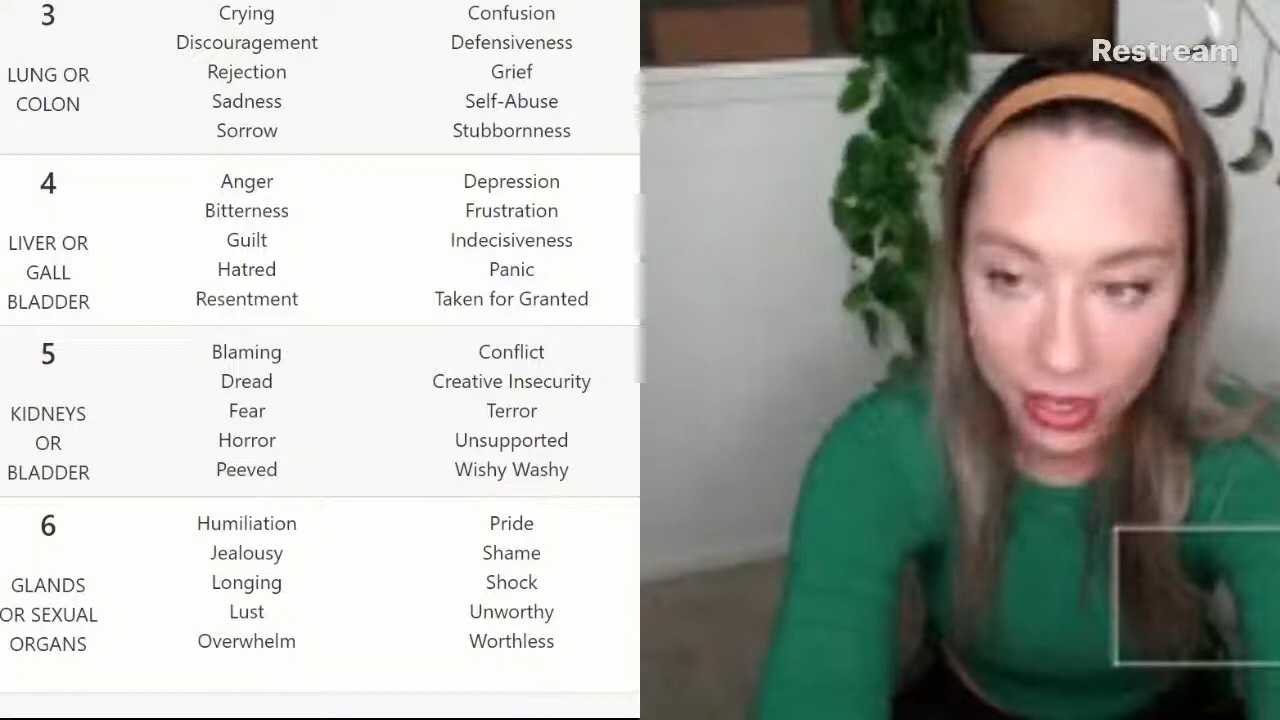 3
LUNG OR
COLON
Crying
Discouragement
Rejection
Sadness
Sorrow
Confusion
Defensiveness
Grief
Self-Abuse
Stubbornness
4
LIVER OR
GALL
BLADDER
Anger
Bitterness
Guilt
Hatred
Resentment
Depression
Frustration
Indecisiveness
Panic
Taken for Granted
5
KIDNEYS
OR
BLADDER
Blaming
Dread
Fear
Horror
Peeved
Conflict
Creative Insecurity
Terror
Unsupported
Wishy Washy
6
GLANDS
OR SEXUAL
ORGANS
Humiliation
Jealousy
Longing
Lust
Overwhelm
Pride
Shame
Shock
Unworthy
Worthless
Restream